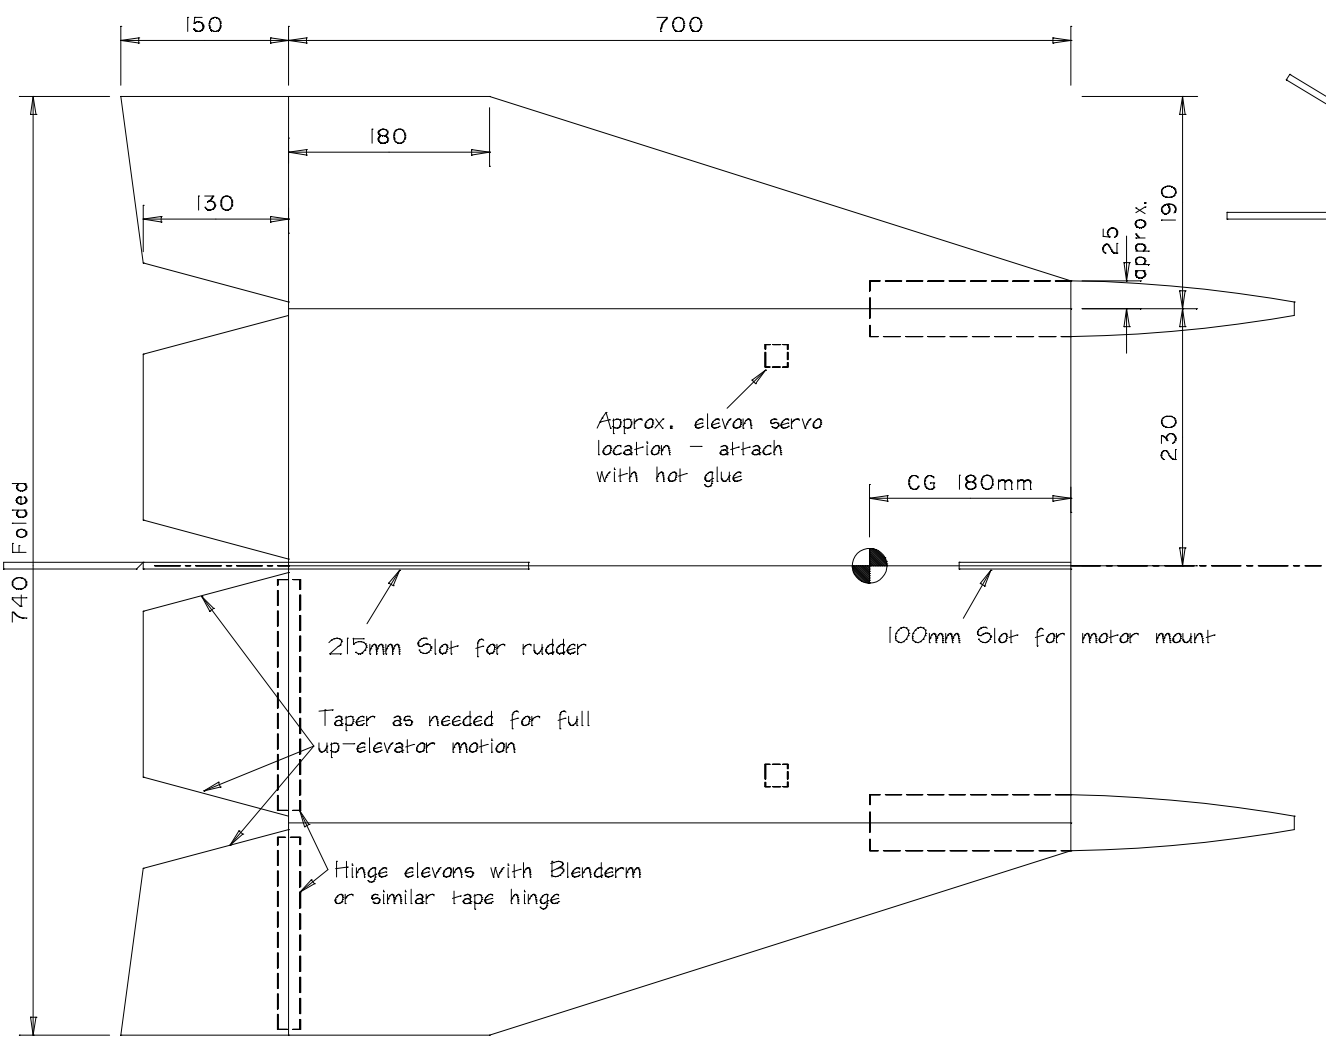 150
700
180
130
190
25
approx.
230
740 Folded
Approx. elevon servo
location - attach
with hot glue
CG 180mm
215mm Slot for rudder
100mm Slot for motor mount
Taper as needed for full
up-elevator motion
Hinge elevons with Blenderm
or similar tape hinge